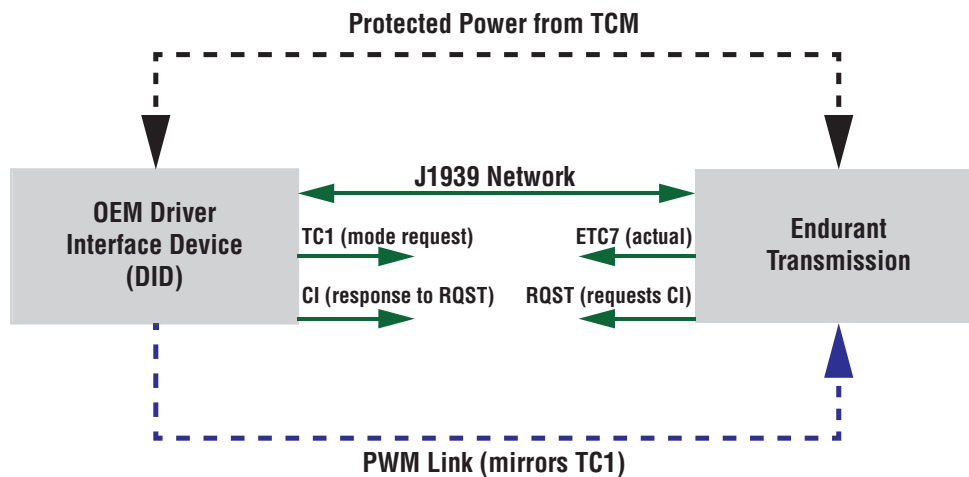 Protected Power from TCM
J1939 Network
OEM Driver
Interface Device
(DID)
TC1 (mode request)
ETC7 (actual)
Endurant
Transmission
CI (response to RQST)
RQST (requests CI)
PWM Link (mirrors TC1)